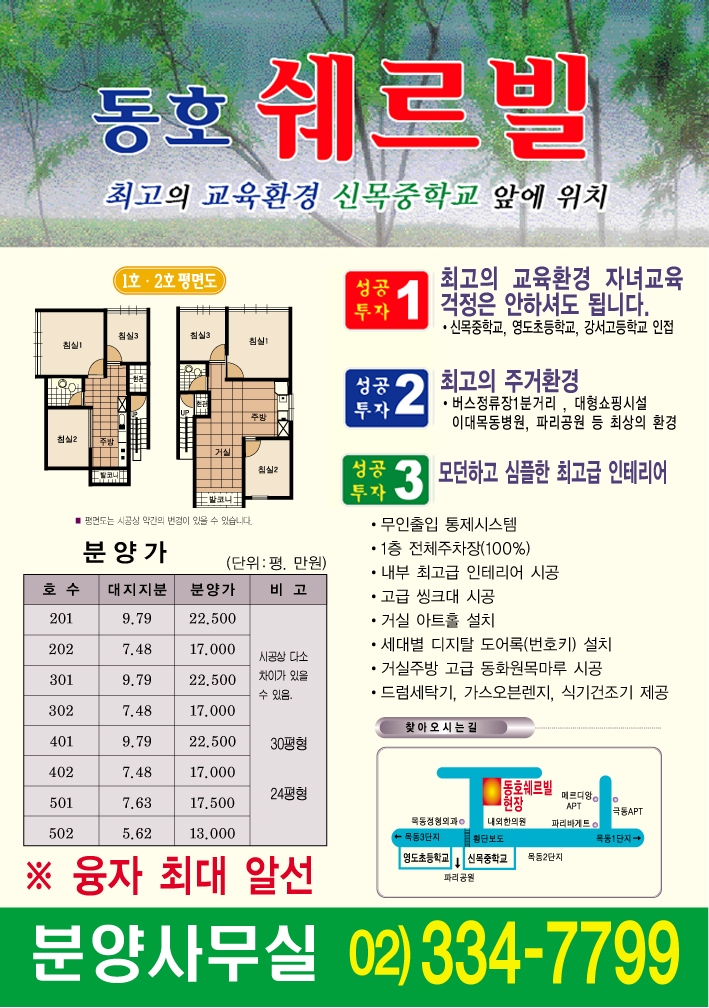 동호 쉐르빌
최고의 교육환경 신목중학교 앞에 위치
1호·2호 평면도
침실1
침실3
현관
침실2
주방
UP
발코니
침실3
침실1
현관
UP
주방
거실
침실2
발코니
■ 평면도는 시공상 약간의 변경이 있을 수 있습니다.
분양가
(단위:평. 만원)
호 수 대지지분 분양가 비 고
201 9.79 22.500
202 7.48 17.000
301 9.79 22.500
302 7.48 17.000
401 9.79 22.500
402 7.48 17.000
501 7.63 17.500
502 5.62 13.000
시공상 다소
차이가 있을
수 있음.
30평형
24평형
※ 융자 최대 알선
성공
투자 1
최고의 교육환경 자녀교육
걱정은 안하셔도 됩니다.
•신목중학교, 영도초등학교, 강서고등학교 인접
성공
투자 2
최고의 주거환경
•버스정류장1분거리 , 대형쇼핑시설
이대목동병원, 파리공원 등 최상의 환경
성공
투자 3
모던하고 심플한 최고급 인테리어
•무인출입 통제시스템
•1층 전체주차장(100%)
•내부 최고급 인테리어 시공
•고급 씽크대 시공
•거실 아트홀 설치
•세대별 디지탈 도어록(번호키) 설치
•거실주방 고급 동화원목마루 시공
•드럼세탁기, 가스오븐렌지, 식기건조기 제공
찾아오시는길
동호쉐르빌
현장
메르디앙
APT
극동APT
목동정형외과
내외한의원
파리바게트
← 목동3단지
횡단보도
목동1단지→
영도초등학교
신목중학교
목동2단지
↓
파리공원
분양사무실 02) 334-7799